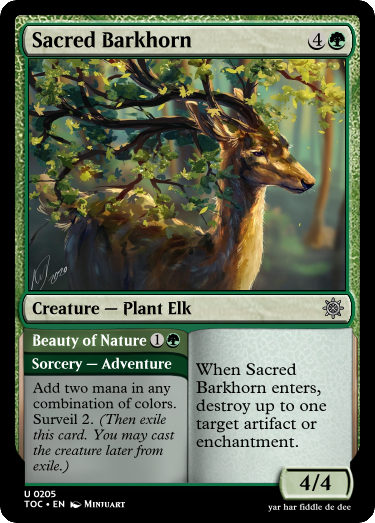 Sacred Barkhorn 4
2020
Creature — Plant Elk
Beauty of Nature 1
Sorcery — Adventure
Add two mana in any
combination of colors.
Surveil 2. (Then exile
this card. You may cast
the creature later from
exile.)
When Sacred
Barkhorn enters,
destroy up to one
target artifact or
enchantment.
4/4
U 0205
TOC • EN MINTUART
yar har fiddle de dee